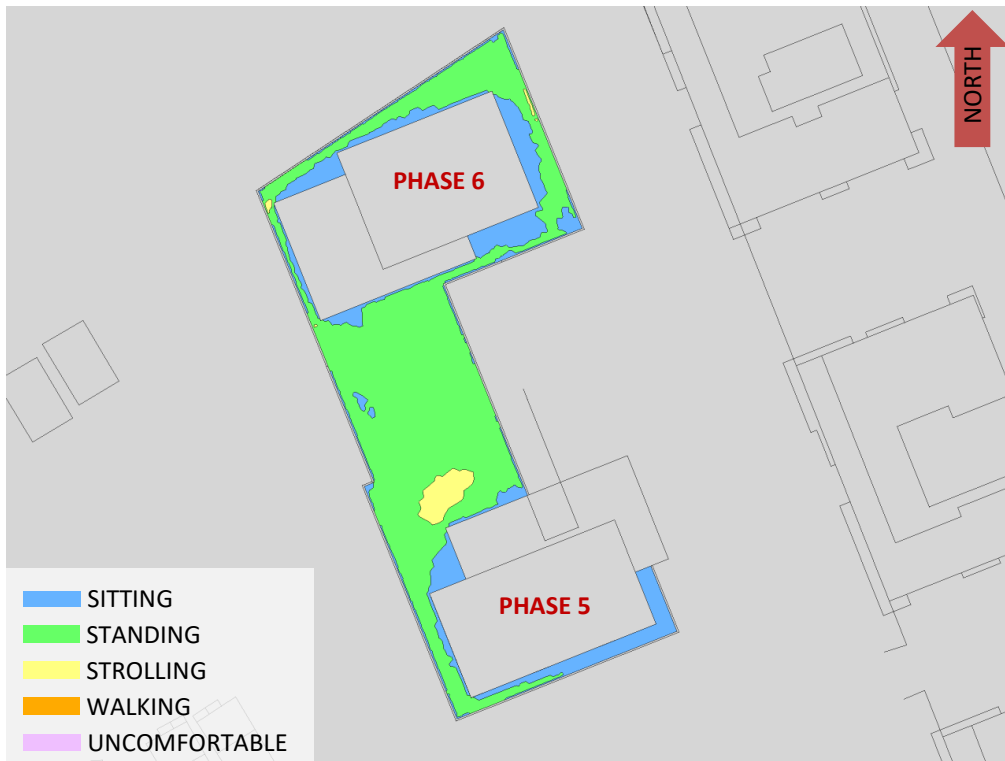 NORTH
PHASE 6
PHASE 5
SITTING
STANDING
STROLLING
WALKING
UNCOMFORTABLE